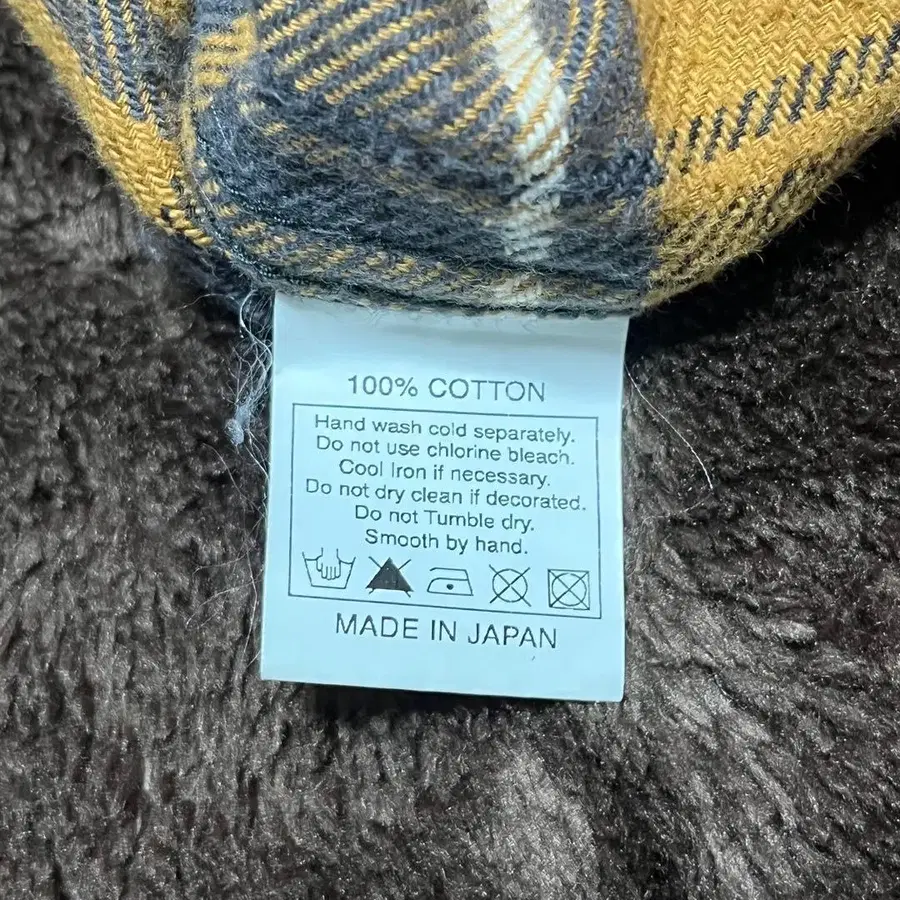 100% COTTON
Hand wash cold separately.
Do not use chlorine bleach.
Cool Iron if necessary.
Do not dry clean if decorated.
Do not Tumble dry.
Smooth by hand.
MADE IN JAPAN